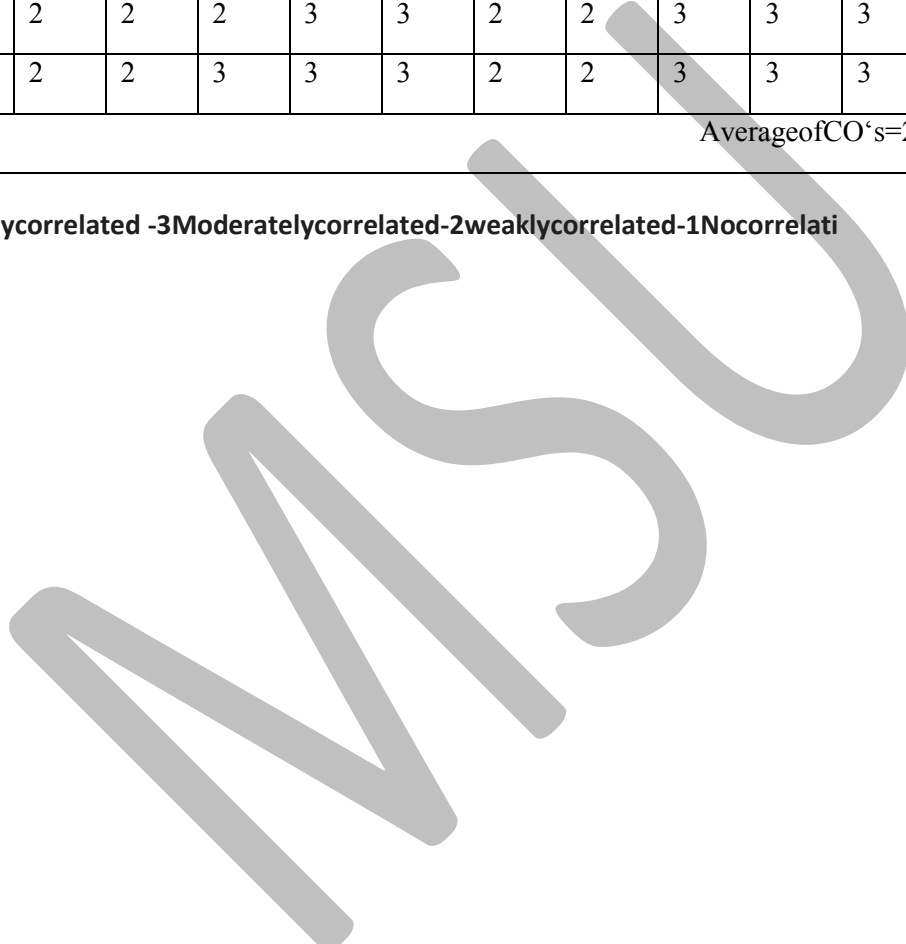 2 2 2 3 3 2 2 3 3 3
2 2 3 3 3 2 2 3 3 3
AverageofCO‘s=2
ycorrelated -3Moderatelycorrelated-2weaklycorrelated-1Nocorrelati
MSU